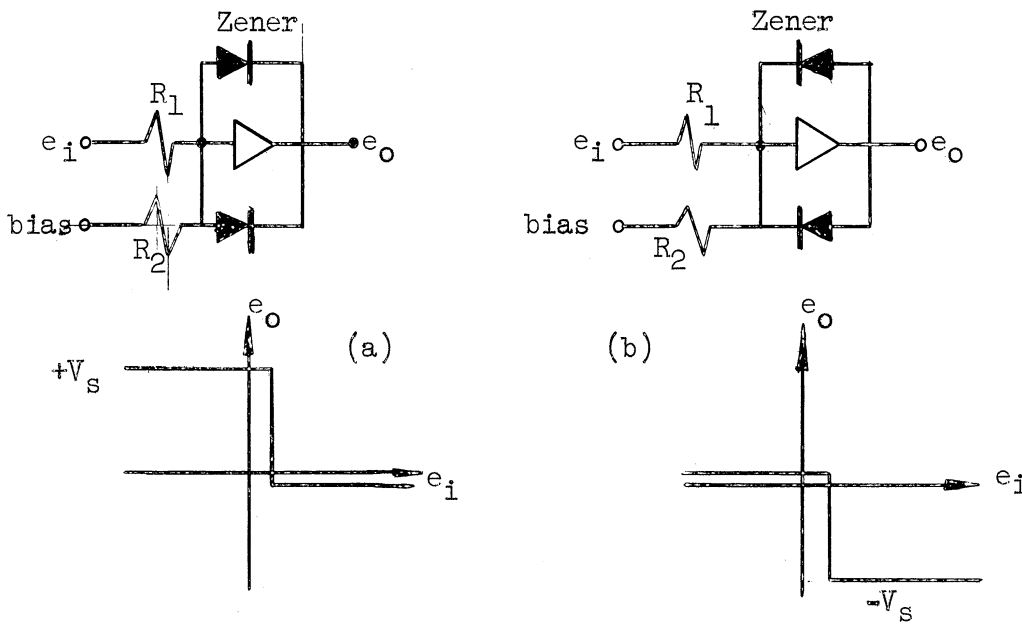 Zener
R1
ei
eo
bias
R2
Zener
R1
ei
eo
bias
R2
eo
(a)
+Vs
ei
eo
(b)
ei
-Vs